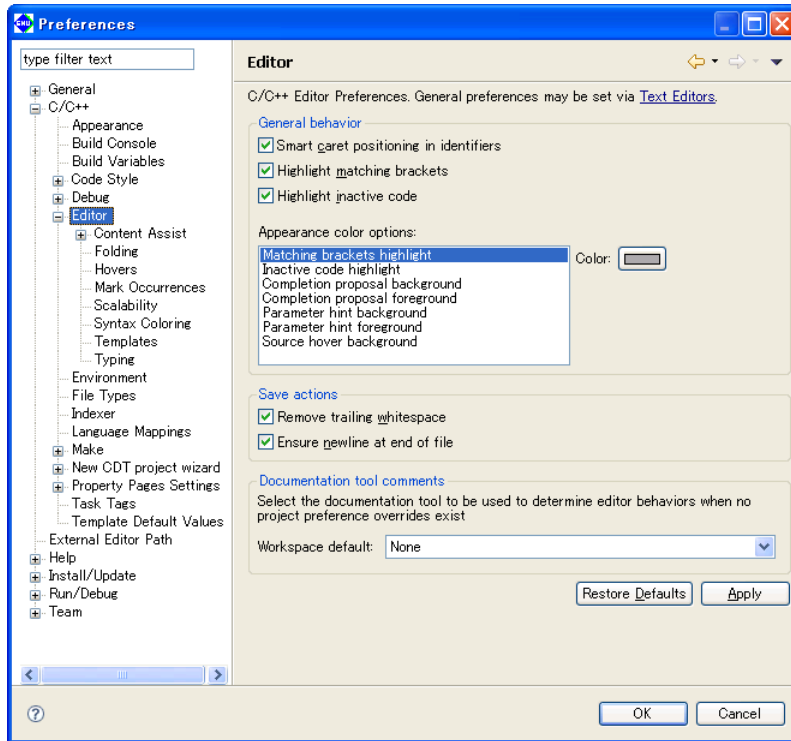 Preferences
type filter text
General
C/C++
Appearance
Build Console
Build Variables
Code Style
Debug
Editor
Content Assist
Folding
Hovers
Mark Occurrences
Scalability
Syntax Coloring
Templates
Typing
Environment
File Types
Indexer
Language Mappings
Make
New CDT project wizard
Property Pages Settings
Task Tags
Template Default Values
External Editor Path
Help
Install/Update
Run/Debug
Team
Editor
C/C++ Editor Preferences. General preferences may be set via Text Editors.
General behavior
Smart caret positioning in identifiers
Highlight matching brackets
Highlight inactive code
Appearance color options:
Matching brackets highlight
Inactive code highlight
Completion proposal background
Completion proposal foreground
Parameter hint background
Parameter hint foreground
Source hover background
Color:
Save actions
Remove trailing whitespace
Ensure newline at end of file
Documentation tool comments
Select the documentation tool to be used to determine editor behaviors when no
project preference overrides exist
Workspace default: None
Restore Defaults Apply
OK Cancel